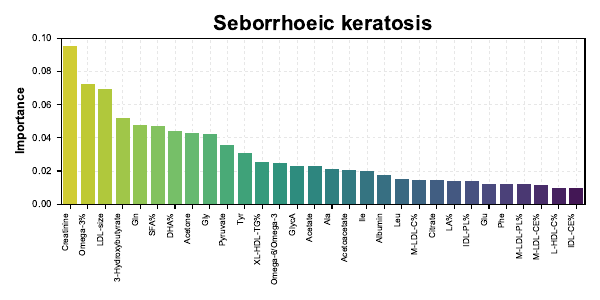 Seborrhoeic keratosis
Importance
0.10
0.08
0.06
0.04
0.02
0.00
Creatinine
Omega-3%
LDL-size
3-Hydroxybutyrate
Gln
SFA%
DHA%
Acetone
Gly
Pyruvate
Tyr
XL-HDL-TG%
Omega-6/Omega-3
GlycA
Acetate
Ala
Acetoacetate
Ile
Albumin
Leu
M-LDL-C%
Citrate
LA%
IDL-PL%
Glu
Phe
M-LDL-PL%
M-LDL-CE%
L-HDL-C%
IDL-CE%